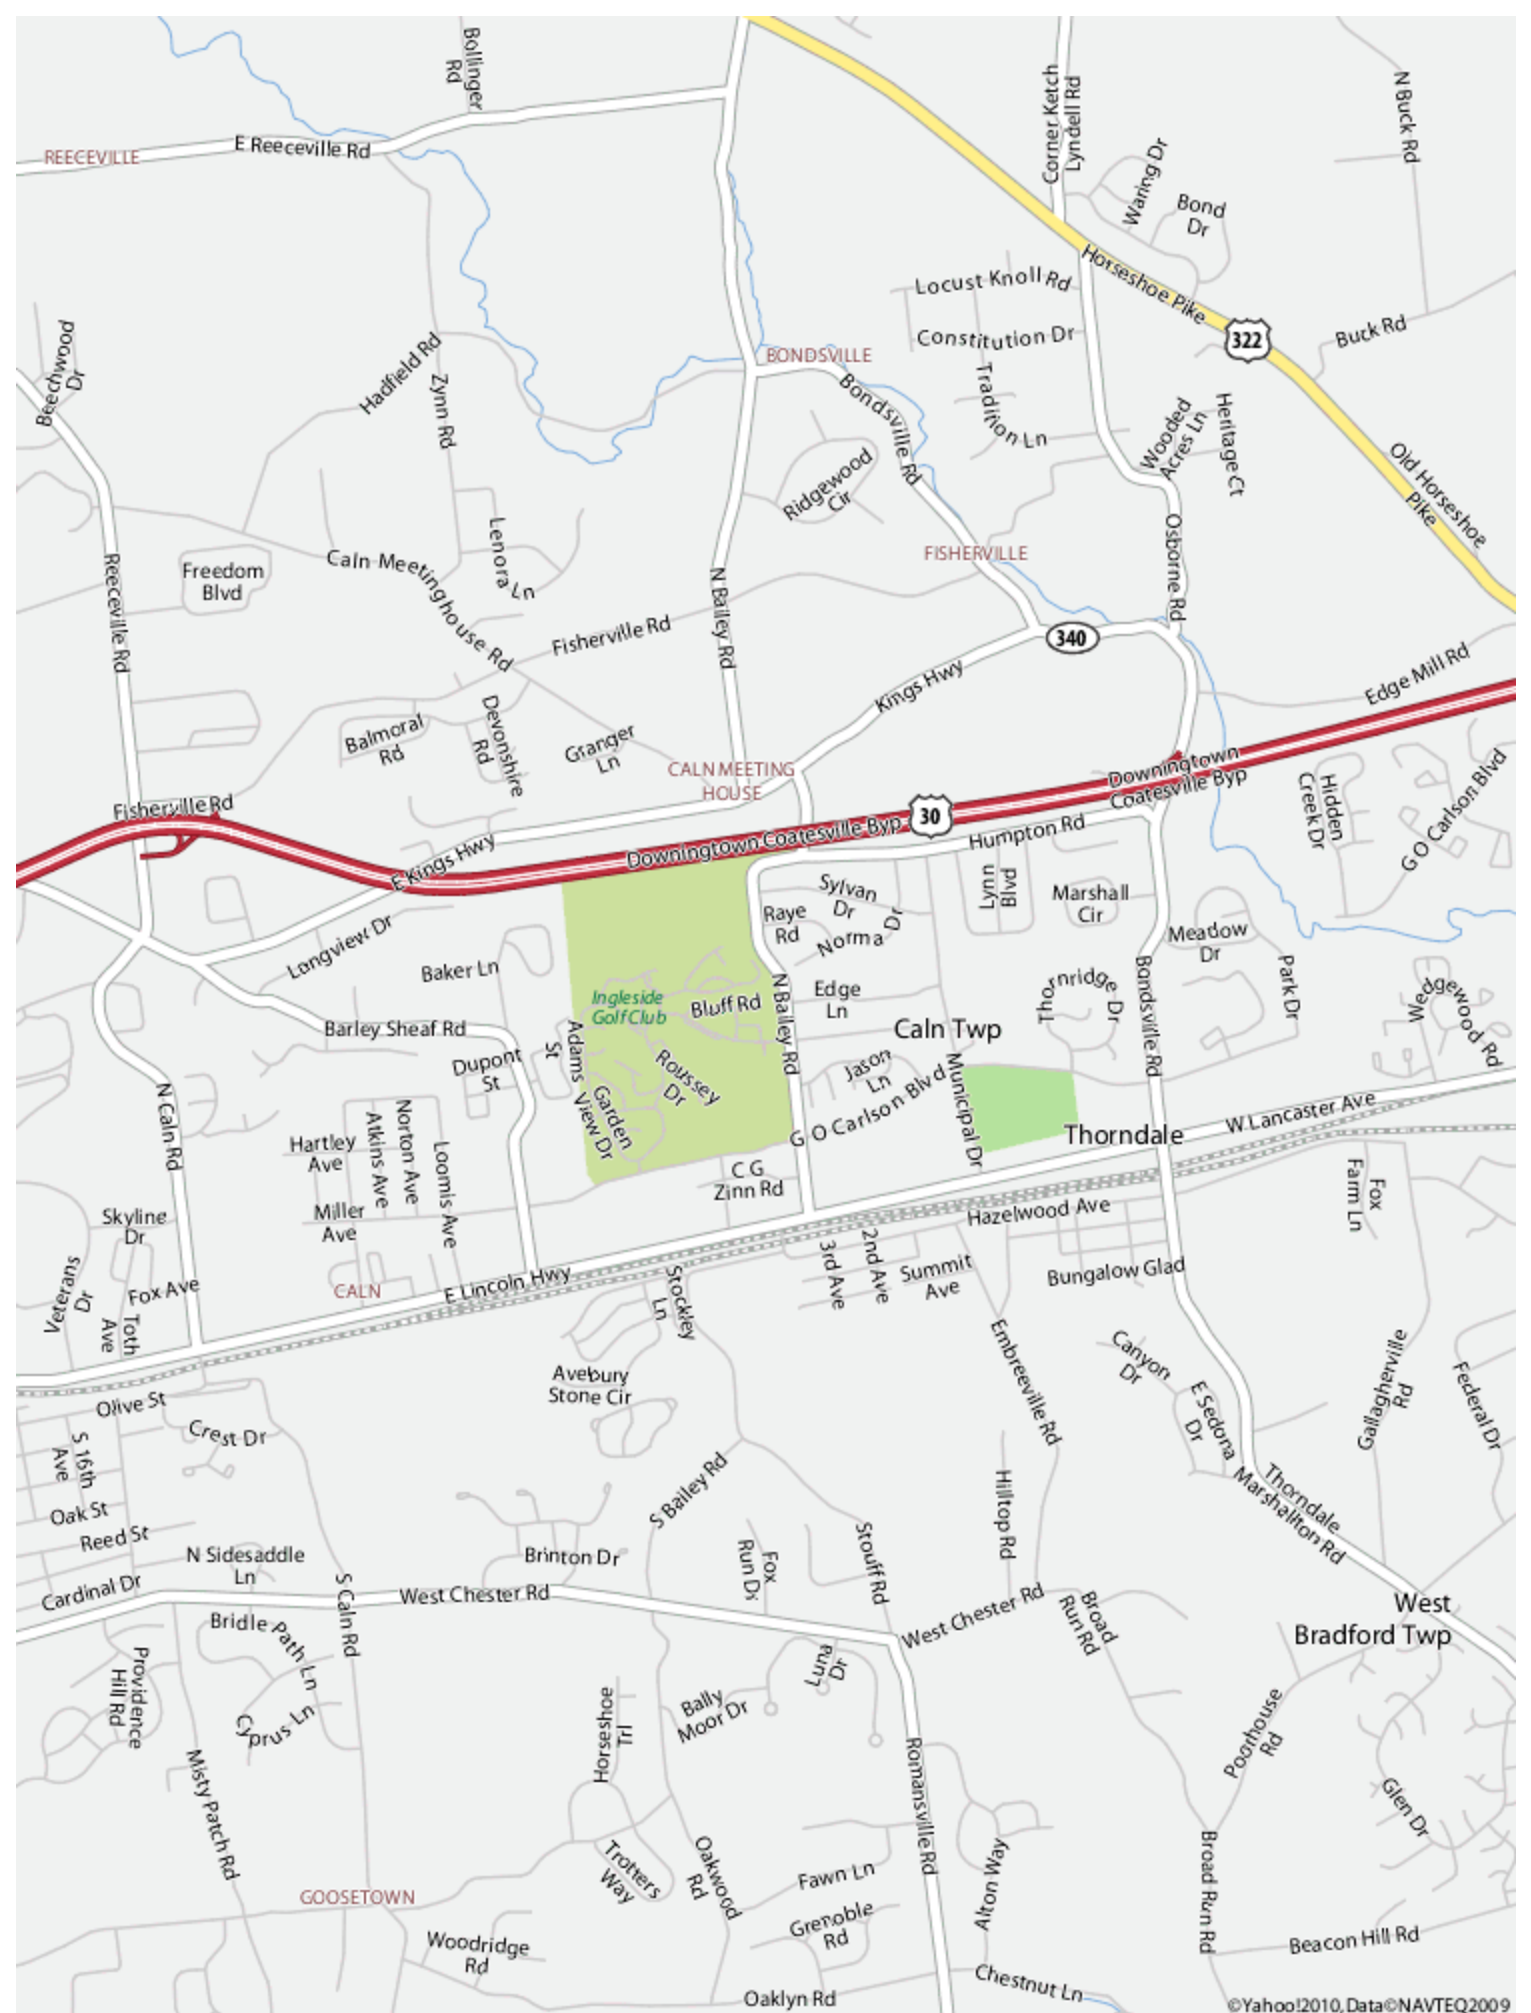 Bollinger
Rd
E Reeceville Rd
REECEVILLE
Corner Ketch
Lyndell Rd
N Buck Rd
Waring Dr
Bond
Dr
Horseshoe Pike
Locust Knoll Rd
Constitution Dr
322
Buck Rd
Beechwood
Dr
Hadfield Rd
Zynn Rd
BONDSVILLE
Bondsville Rd
Tradition Ln
Wooded
Acres Ln
Heritage Ct
Old Horseshoe
Pike
Ridgewood
Cir
Lenora Ln
Caln Meetinghouse Rd
Freedom
Blvd
Reeceville Rd
FISHERVILLE
Osborne Rd
N Bailey Rd
Fisherville Rd
340
Kings Hwy
Edge Mill Rd
Balmoral
Rd
Devonshire
Rd
Granger
Ln
CALN MEETING
HOUSE
Fisherville Rd
E Kings Hwy
Downingtown Coatesville Byp
30
Humpton Rd
Downingtown
Coatesville Byp
Hidden
Creek Dr
G O Carlson Blvd
Sylvan
Dr
Lynn
Blvd
Marshall
Cir
Raye
Rd
Norma Dr
Meadow
Dr
Longview Dr
Baker Ln
Park Dr
Wedgewood Rd
Thornridge Dr
Bondsville Rd
Edge
Ln
Ingleside
Golf Club
Bluff Rd
N Bailey Rd
Caln Twp
Barley Sheaf Rd
Adams
St
Dupont
St
Roussey
Dr
Garden
View Dr
Jason
Ln
G O Carlson Blvd
Municipal Dr
Thorndale
W Lancaster Ave
N Caln Rd
Hartley
Ave
Atkins Ave
Norton Ave
Loomis Ave
Miller
Ave
C G
Zinn Rd
Hazelwood Ave
Fox
Farm Ln
Skyline
Dr
Veterans
Dr
Fox Ave
Toth
Ave
CALN
E Lincoln Hwy
Stockley
Ln
3rd Ave
2nd Ave
Summit
Ave
Bungalow Glad
Olive St
Crest Dr
Avebury
Stone Cir
Embreeville Rd
Canyon
Dr
E Sedona
Dr
Gallagherville
Rd
Federal Dr
S 16th
Ave
Oak St
Reed St
S Bailey Rd
Hilltop Rd
Thorndale
Marshallton Rd
N Sidesaddle
Ln
Brinton Dr
Fox
Run Dr
Stouff Rd
Cardinal Dr
S Caln Rd
West Chester Rd
West Chester Rd
Broad
Run Rd
West
Bradford Twp
Bridle Path Ln
Providence
Hill Rd
Cyprus Ln
Luna
Dr
Bally
Moor Dr
Horseshoe
Trl
Poorhouse
Rd
Misty Patch Rd
Romansville Rd
Glen Dr
Trotters
Way
Oakwood
Rd
Fawn Ln
Alton Way
Broad Run Rd
GOOSETOWN
Grenoble
Rd
Woodridge
Rd
Beacon Hill Rd
Oaklyn Rd
Chestnut Ln
©Yahoo!2010, Data©NAVTEQ2009